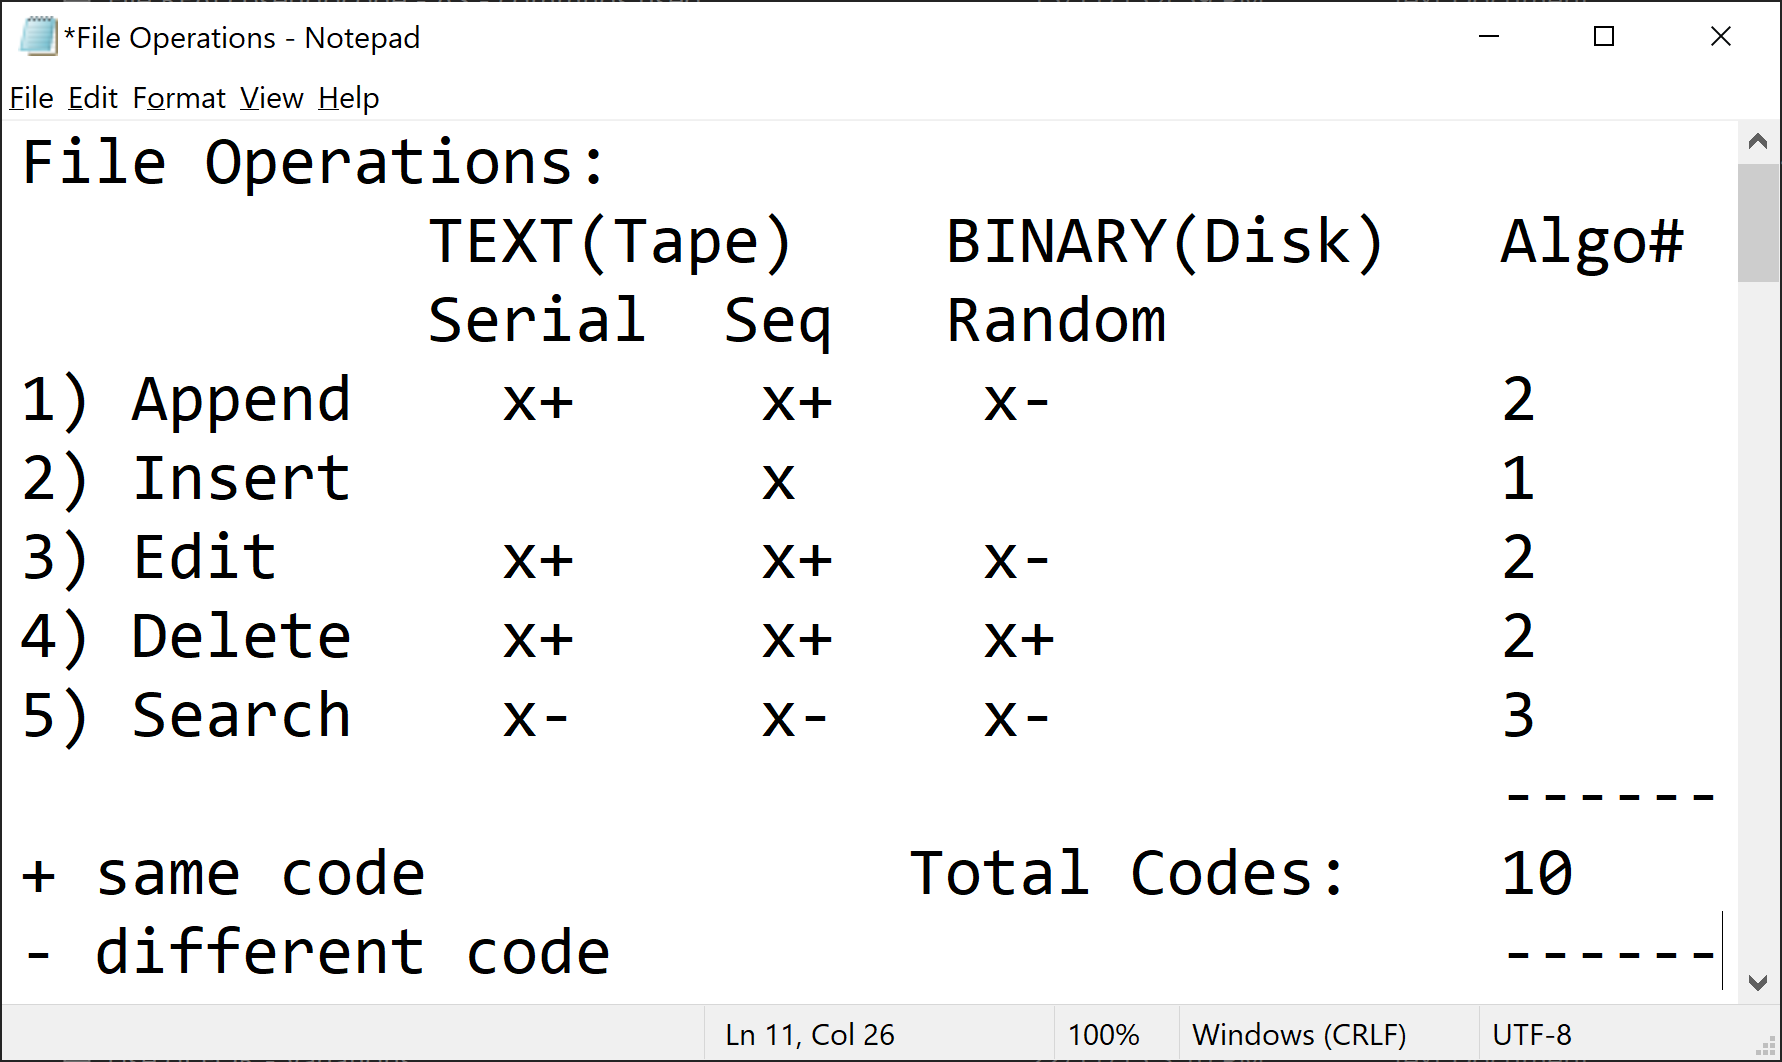 *File Operations - Notepad
File Edit Format View Help
File Operations:
TEXT(Tape) BINARY(Disk) Algo#
Serial Seq Random
1) Append x+ x+ x- 2
2) Insert x 1
3) Edit x+ x+ x- 2
4) Delete x+ x+ x+ 2
5) Search x- x- x- 3
------
+ same code Total Codes: 10
- different code ------
Ln 11, Col 26 100% Windows (CRLF) UTF-8